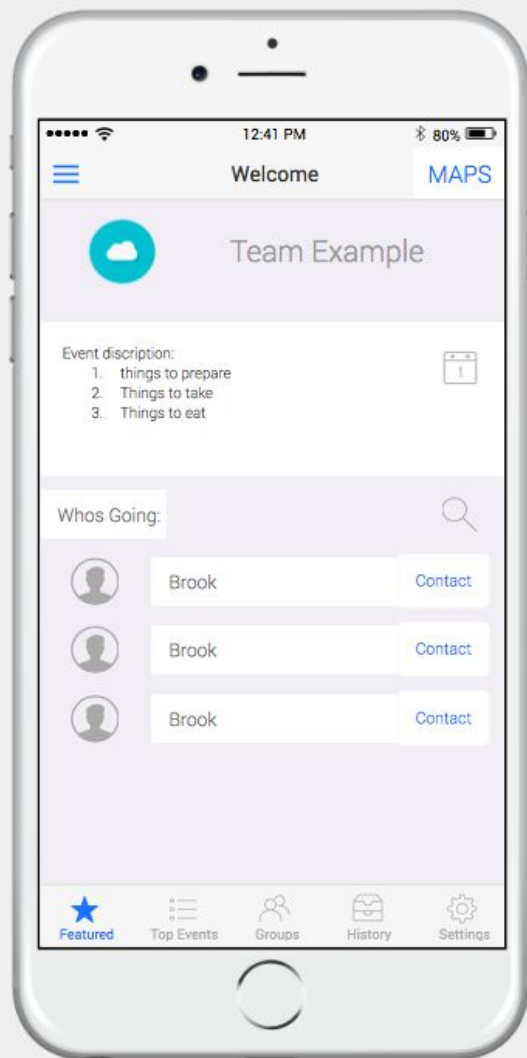 12:41 PM 80%
Welcome MAPS
Team Example
Event discription:
1. things to prepare
2. Things to take
3. Things to eat
1
Whos Going:
Brook Contact
Brook Contact
Brook Contact
Featured Top Events Groups History Settings